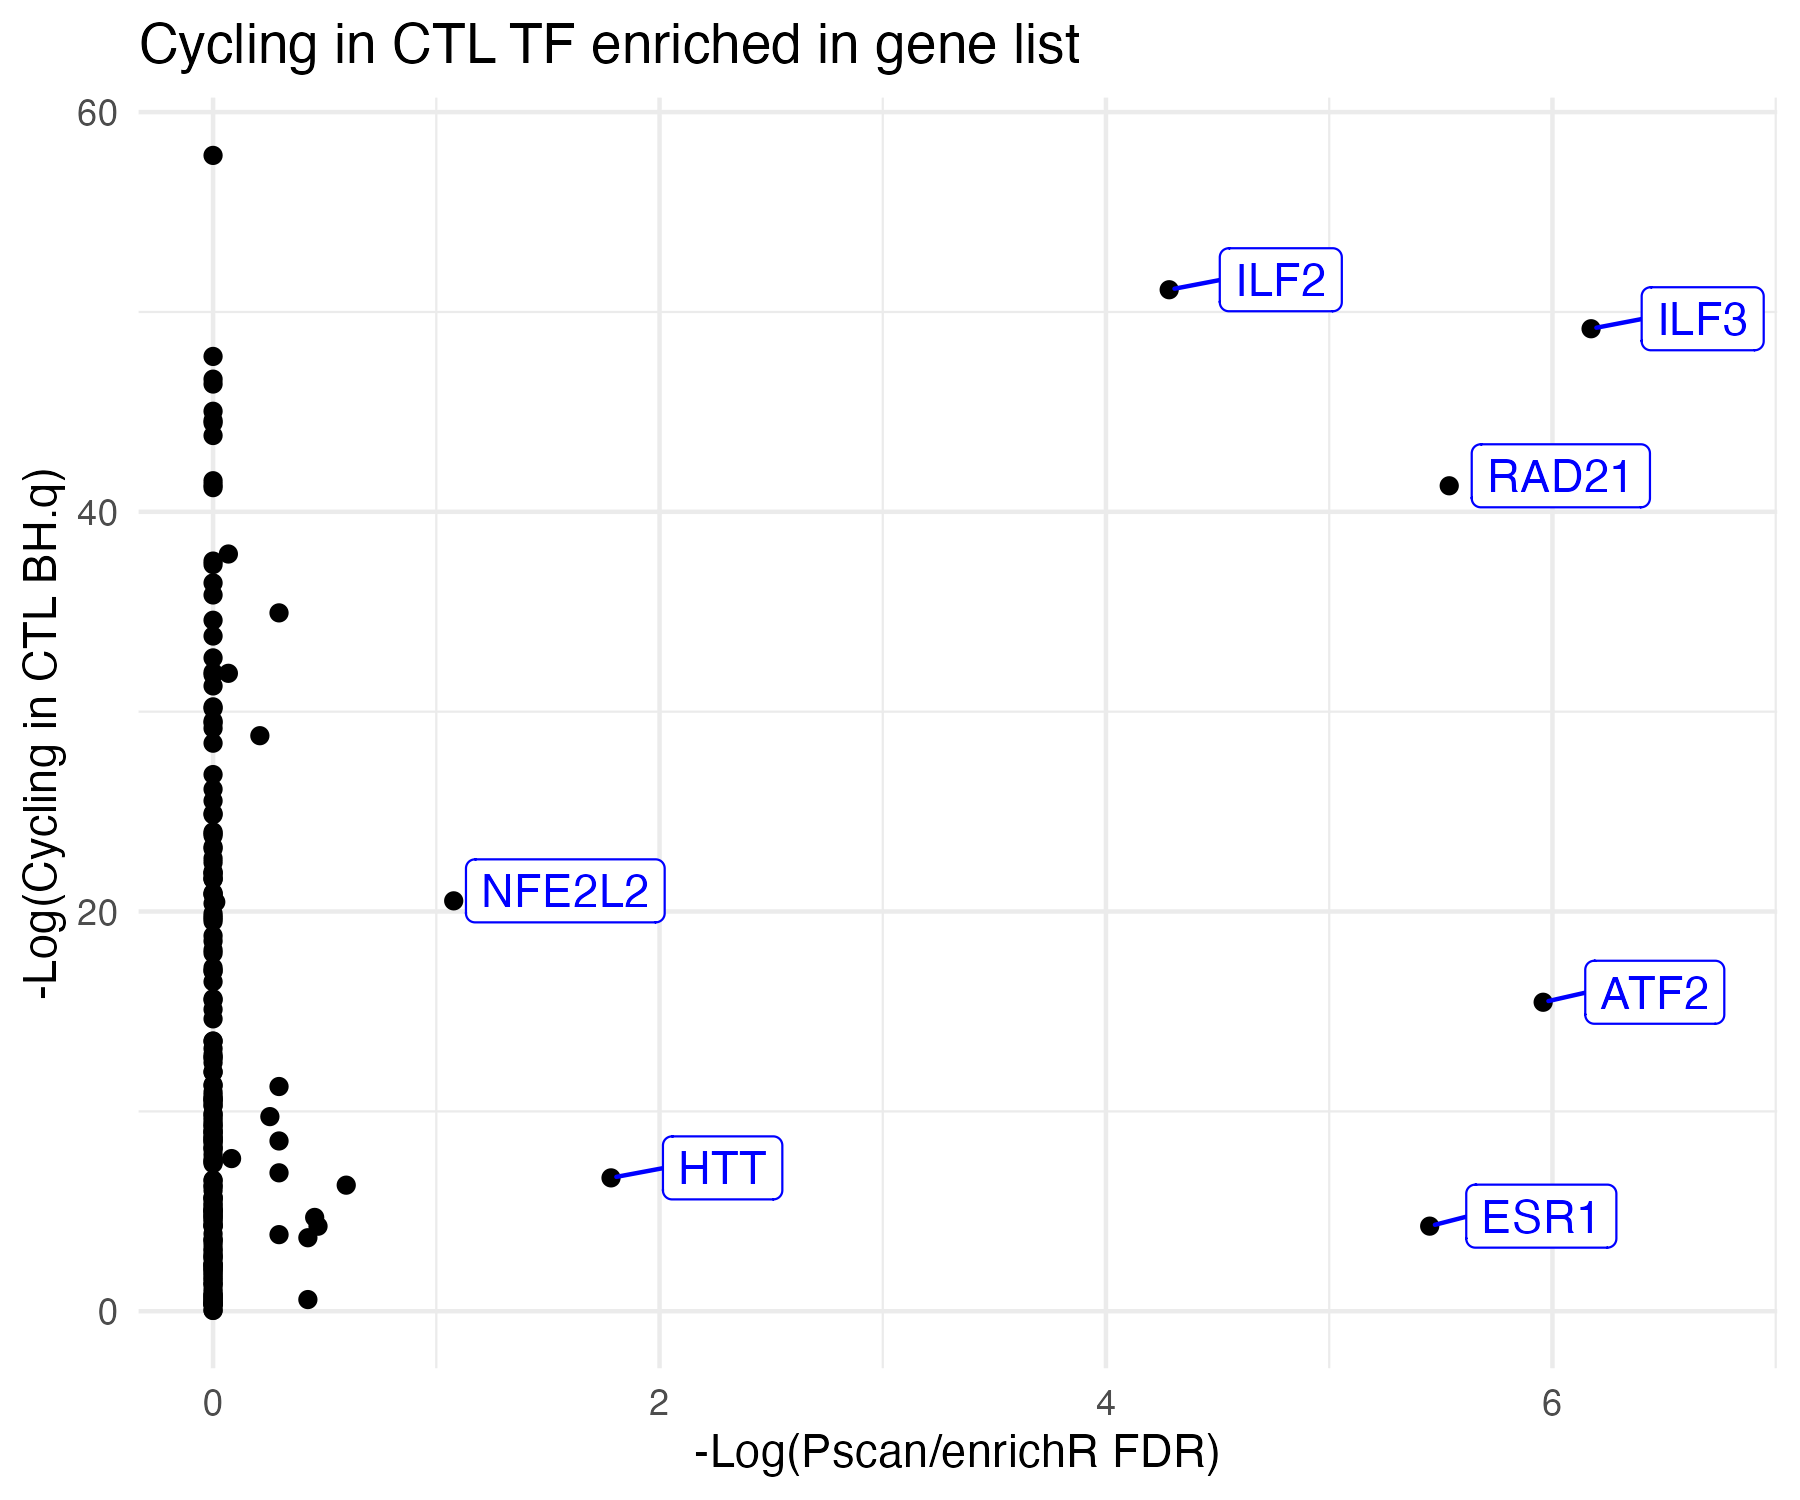 Cycling in CTL TF enriched in gene list
-Log(Cycling in CTL BH.q)
60
40
20
0
ILF2
ILF3
RAD21
NFE2L2
ATF2
HTT
ESR1
0 2 4 6
-Log(Pscan/enrichR FDR)